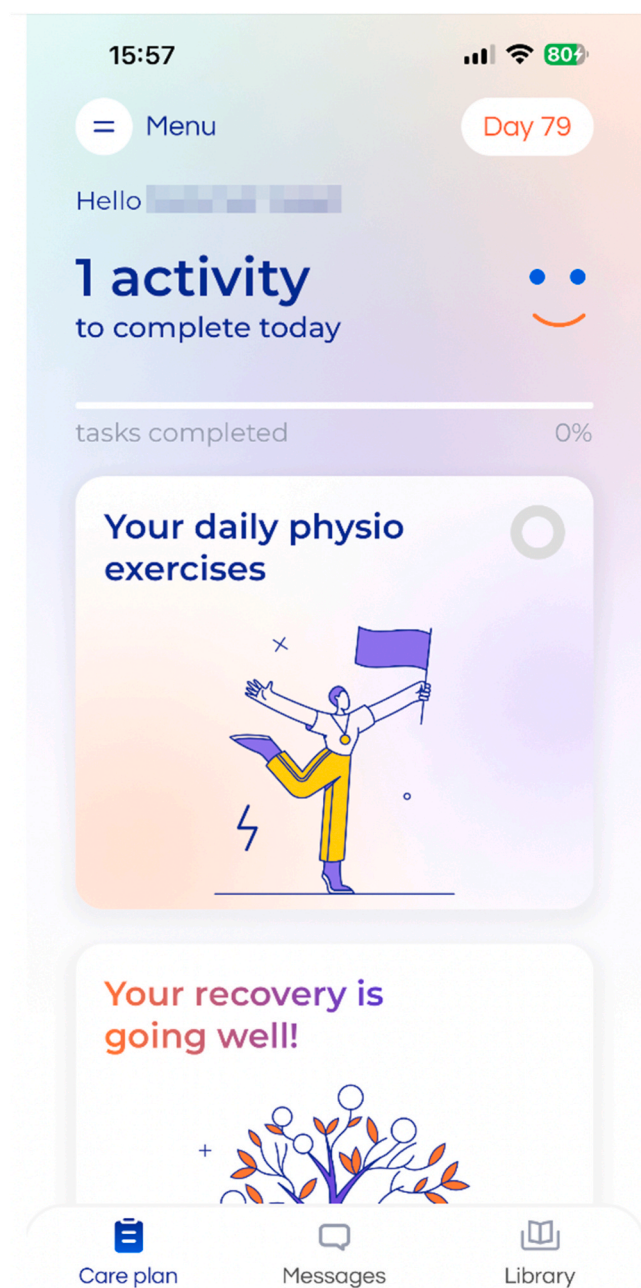 15:57
80
Menu
Day 79
Hello
1 activity
to complete today
tasks completed
0%
Your daily physio
exercises
Your recovery is
going well!
Care plan
Messages
Library